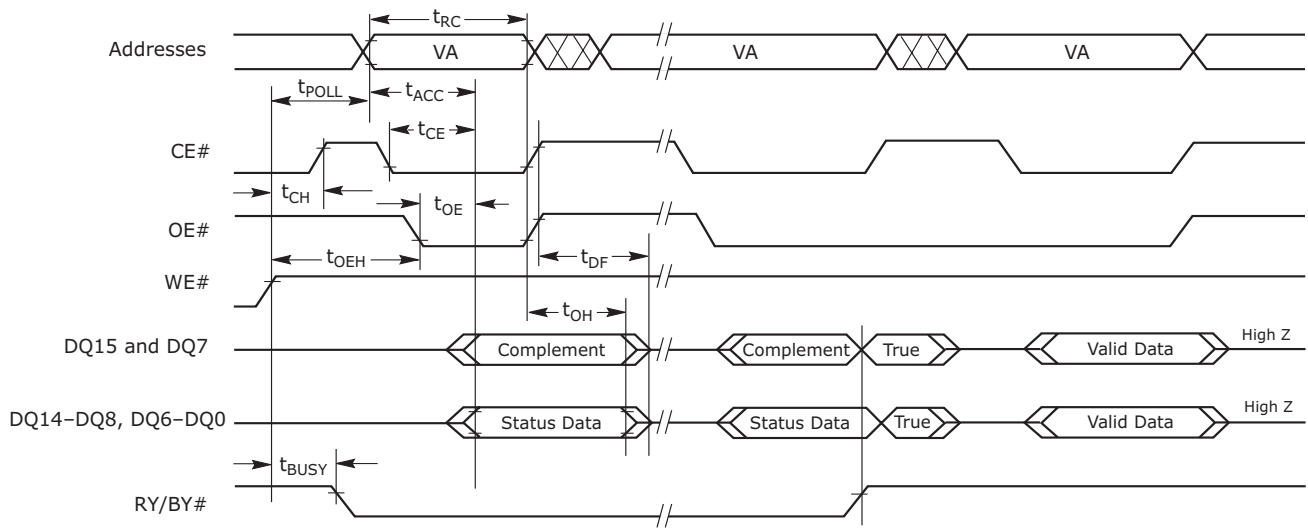 tRC
Addresses
VA
VA
VA
tPOLL
tACC
tCE
CE#
tCH
tOE
OE#
tOEH
tDF
WE#
tOH
DQ15 and DQ7
Complement
Complement
True
Valid Data
High Z
DQ14–DQ8, DQ6–DQ0
Status Data
Status Data
True
Valid Data
High Z
tBUSY
RY/BY#